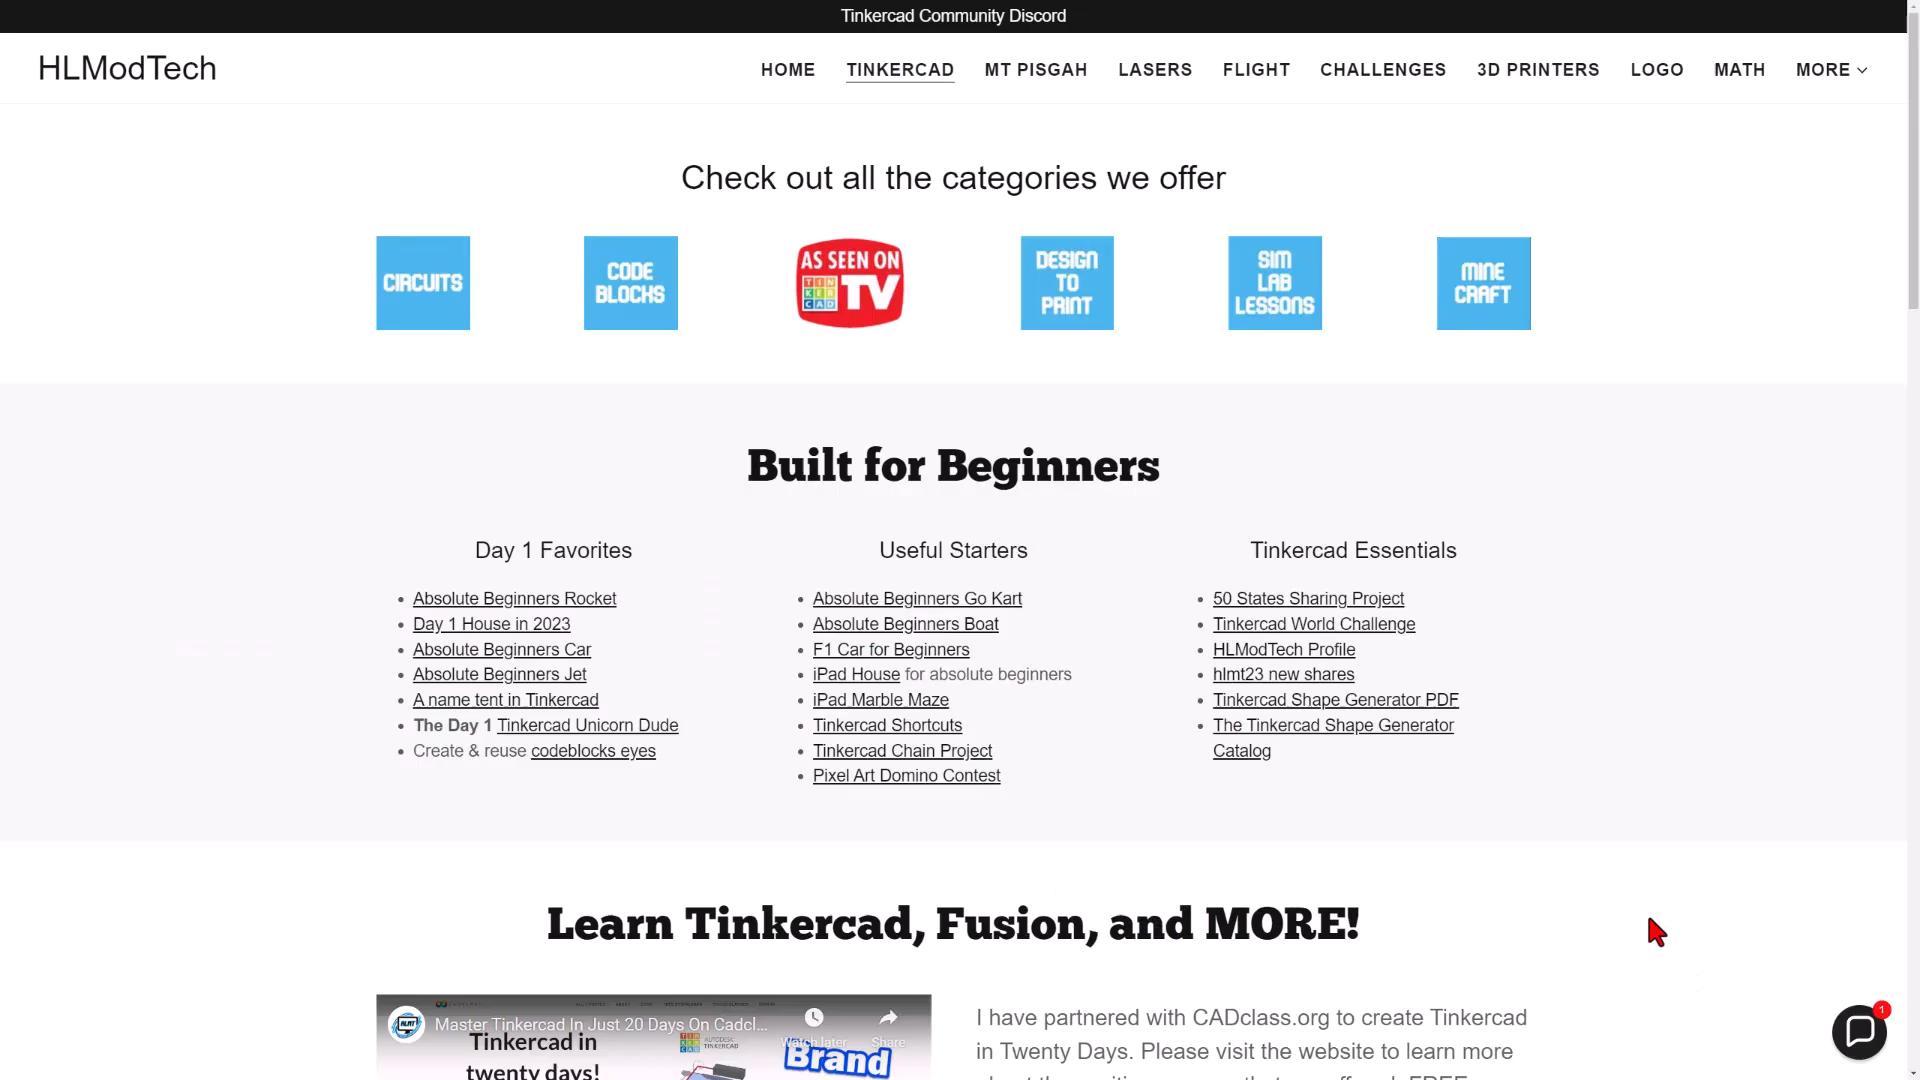 Tinkercad Community Discord
HLModTech
HOME TINKERCAD MT PISGAH LASERS FLIGHT CHALLENGES 3D PRINTERS LOGO MATH MORE
Check out all the categories we offer
CIRCUITS
CODE
BLOCKS
AS SEEN ON
TIN
KER
CAD
TV
DESIGN
TO
PRINT
SIM
LAB
LESSONS
MINE
CRAFT
Built for Beginners
Day 1 Favorites
Absolute Beginners Rocket
Day 1 House in 2023
Absolute Beginners Car
Absolute Beginners Jet
A name tent in Tinkercad
The Day 1 Tinkercad Unicorn Dude
Create & reuse codeblocks eyes
Useful Starters
Absolute Beginners Go Kart
Absolute Beginners Boat
F1 Car for Beginners
iPad House for absolute beginners
iPad Marble Maze
Tinkercad Shortcuts
Tinkercad Chain Project
Pixel Art Domino Contest
Tinkercad Essentials
50 States Sharing Project
Tinkercad World Challenge
HLModTech Profile
hlmt23 new shares
Tinkercad Shape Generator PDF
The Tinkercad Shape Generator
Catalog
Learn Tinkercad, Fusion, and MORE!
HLMT
Master Tinkercad In Just 20 Days On Cadcl...
Watch later
Share
Tinkercad in
twenty days!
AUTODESK
TINKERCAD
Brand
I have partnered with CADclass.org to create Tinkercad
in Twenty Days. Please visit the website to learn more
1